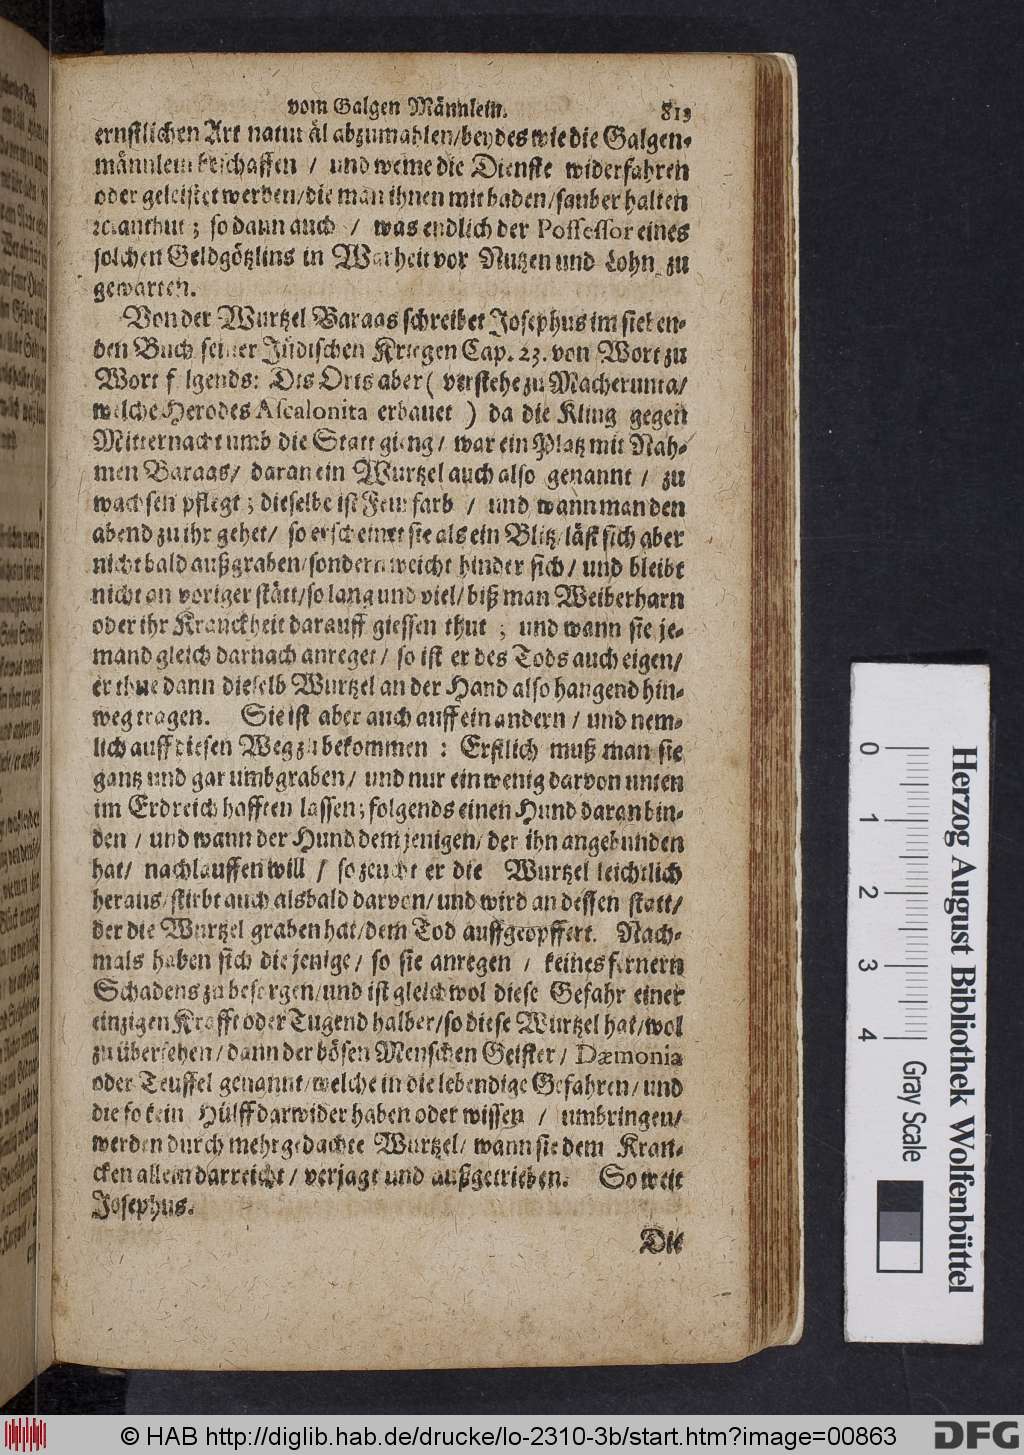 vom Galgen Männlein. 813
ernstlichen Art naturäl abzumahlen/beydes wie die Galgen-
männlein beschaffen / und weme die Dienste widerfahren
oder geleistet werden/die man ihnen mit baden/sauber halten
anthut; so dann auch / was endlich der Possessor eines
solchen Geldgötzlins in Warheit vor Nutzen und Lohn zu
gewarten.
Von der Wurtzel Baraas schreibet Josephus im sieben-
den Buch seiner Jüdischen Kriegen Cap. 23. von Wort zu
Wort folgends: Dis Orts aber ( verstehe zu Macherunta/
welche Herodes Ascalonita erbauet ) da die Kling gegen
Mitternacht umb die Statt gieng/ war ein Platz mit Nah-
men Baraas/ daran ein Wurtzel auch also genannt / zu
wachsen pflegt; dieselbe ist Feurfarb / und wann man den
abend zu ihr gehet/ so erscheinet sie als ein Blitz/läst sich aber
nicht bald außgraben/sondern weicht hinder sich/ und bleibt
nicht an voriger stätt/so lang und viel/biß man Weiberharn
oder ihr Kranckheit darauff giessen thut ; und wann sie je-
mand gleich darnach anreget/ so ist er des Tods auch eigen/
er thue dann dieselb Wurtzel an der Hand also hangend hin-
weg tragen. Sie ist aber auch auff ein andern / und nem-
lich auff diesen Weg zu bekommen : Erstlich muß man sie
gantz und gar umbgraben/ und nur ein wenig darvon unten
im Erdreich hafften lassen; folgends einen Hund daran bin-
den / und wann der Hund dem jenigen/ der ihn angebunden
hat/ nachlauffen will / so zeucht er die Wurtzel leichtlich
heraus/stirbt auch alsbald darvon/und wird an dessen statt/
der die Wurtzel graben hat/dem Tod auffgeopffert. Nach-
mals haben sich die jenige/ so sie anregen / keines fernern
Schadens zu besorgen/und ist gleichwol diese Gefahr einer
einzigen Krafft oder Tugend halber/so diese Wurtzel hat/wol
zu übersehen/dann der bösen Menschen Geister/ Dæmonia
oder Teuffel genannt/welche in die lebendige Gefahren/und
die so kein Hülff darwider haben oder wissen / umbringen/
werden durch mehrgedachte Wurtzel/ wann sie dem Kran-
cken allein darreicht/ verjagt und außgetrieben. So weit
Josephus.
Die
0 1 2 3 4
Gray Scale
Herzog August Bibliothek Wolfenbüttel
© HAB http://diglib.hab.de/drucke/lo-2310-3b/start.htm?image=00863
DFG